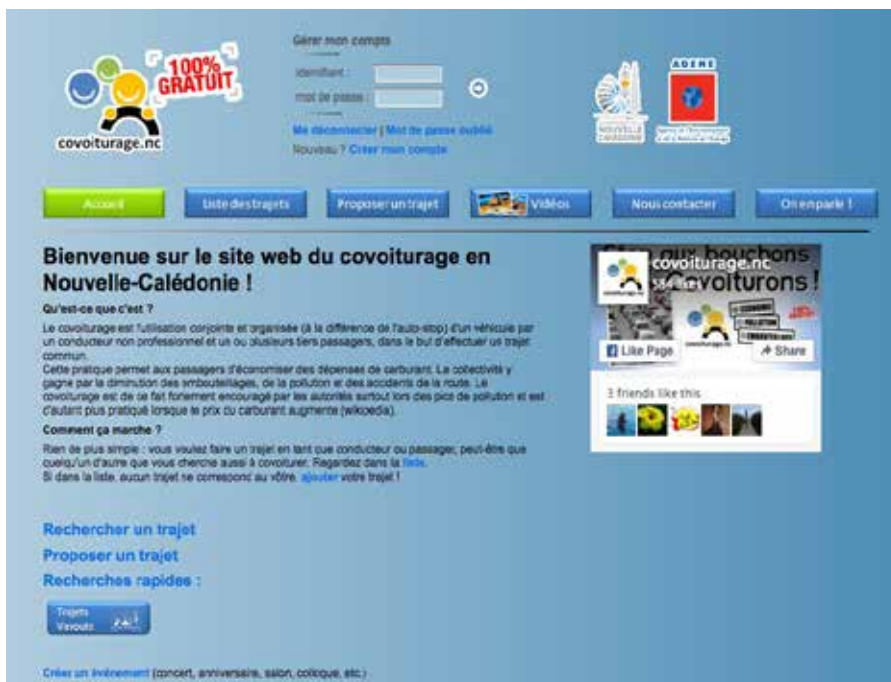 Gérer mon compte
100%
GRATUIT
identifiant :
mot de passe :
covoiturage.nc
Me déconnecter | Mot de passe oublié
Nouveau ? Créer mon compte
ADEME
NOUVELLE
CALÉDONIE
Accueil
Liste des trajets
Proposer un trajet
Vidéos
Nous contacter
On en parle !
Bienvenue sur le site web du covoiturage en
Nouvelle-Calédonie !
Qu'est-ce que c'est ?
Le covoiturage est l'utilisation conjointe et organisée (à la différence de l'auto-stop) d'un véhicule par
un conducteur non professionnel et un ou plusieurs tiers passagers, dans le but d'effectuer un trajet
commun.
Cette pratique permet aux passagers d'économiser des dépenses de carburant. La collectivité y
gagne par la diminution des embouteillages, de la pollution et des accidents de la route. Le
covoiturage est de ce fait fortement encouragé par les autorités surtout lors des pics de pollution et est
d'autant plus pratiqué lorsque le prix du carburant augmente (wikipedia).
Comment ça marche ?
Rien de plus simple : vous voulez faire un trajet en tant que conducteur ou passager, peut-être que
quelqu'un d'autre que vous cherche aussi à covoiturer. Regardez dans la liste.
Si dans la liste, aucun trajet ne correspond au vôtre, ajouter votre trajet !
aux bouchons
covoiturage.nc
584 likes
Covoiturons !
Like Page
Share
3 friends like this
Rechercher un trajet
Proposer un trajet
Recherches rapides :
Trajets
Vavouto
Créer un événement (concert, anniversaire, salon, colloque, etc.)